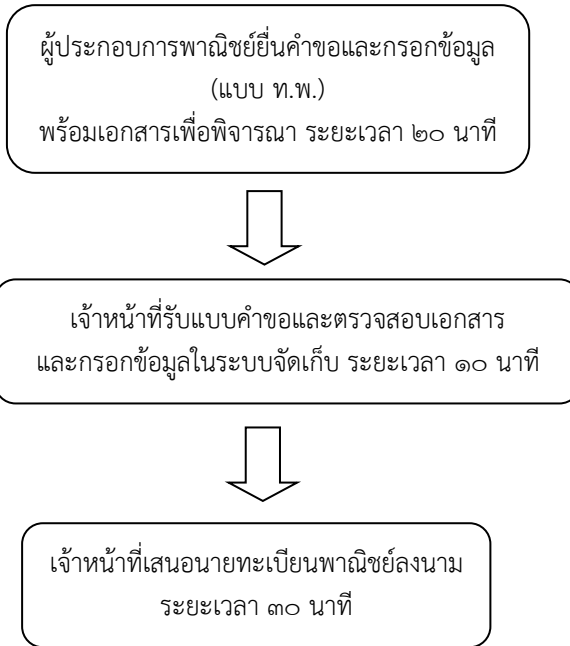 ผู้ประกอบการพาณิชย์ยื่นคำขอและกรอกข้อมูล
(แบบ ท.พ.)
พร้อมเอกสารเพื่อพิจารณา ระยะเวลา ๒๐ นาที
เจ้าหน้าที่รับแบบคำขอและตรวจสอบเอกสาร
และกรอกข้อมูลในระบบจัดเก็บ ระยะเวลา ๑๐ นาที
เจ้าหน้าที่เสนอนายทะเบียนพาณิชย์ลงนาม
ระยะเวลา ๓๐ นาที